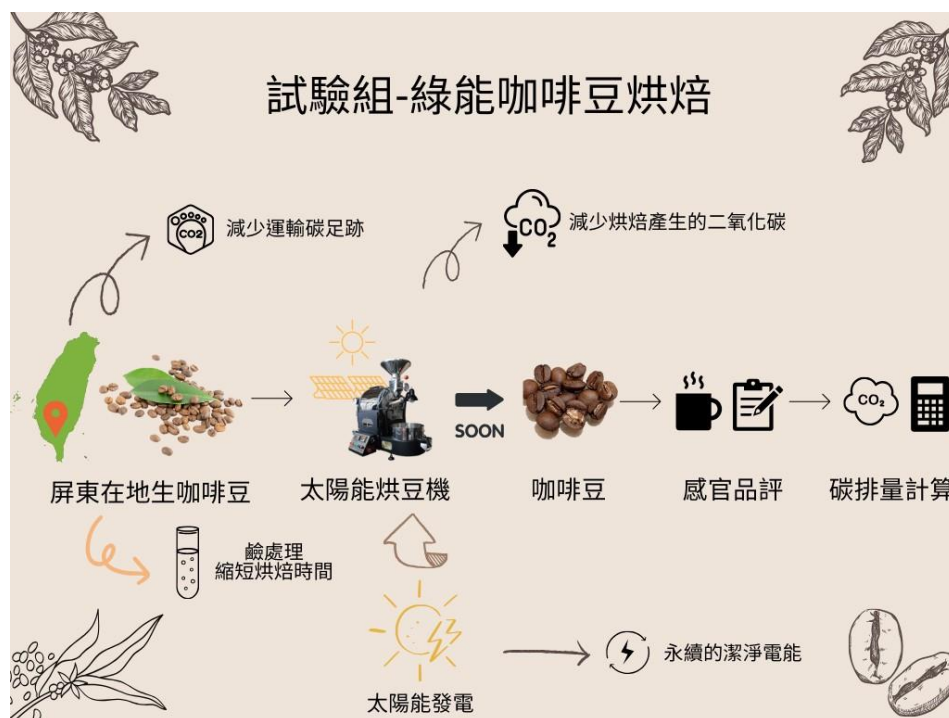 試驗組-綠能咖啡豆烘焙
CO2
減少運輸碳足跡
CO2
減少烘焙產生的二氧化碳
SOON
CO₂
屏東在地生咖啡豆
太陽能烘豆機
咖啡豆
感官品評
碳排量計算
鹼處理
縮短烘焙時間
永續的潔淨電能
太陽能發電